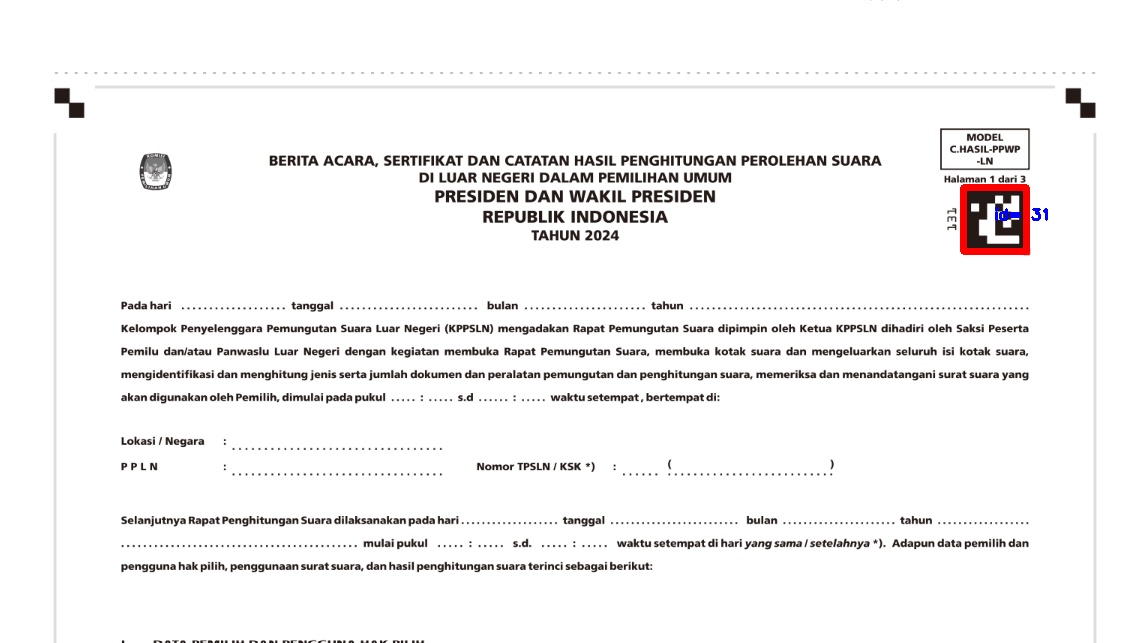 MODEL
C.HASIL-PPWP
-LN
Halaman 1 dari 3
131
BERITA ACARA, SERTIFIKAT DAN CATATAN HASIL PENGHITUNGAN PEROLEHAN SUARA
DI LUAR NEGERI DALAM PEMILIHAN UMUM
PRESIDEN DAN WAKIL PRESIDEN
REPUBLIK INDONESIA
TAHUN 2024
Pada hari ................... tanggal ......................... bulan ...................... tahun ..............................................................
Kelompok Penyelenggara Pemungutan Suara Luar Negeri (KPPSLN) mengadakan Rapat Pemungutan Suara dipimpin oleh Ketua KPPSLN dihadiri oleh Saksi Peserta
Pemilu dan/atau Panwaslu Luar Negeri dengan kegiatan membuka Rapat Pemungutan Suara, membuka kotak suara dan mengeluarkan seluruh isi kotak suara,
mengidentifikasi dan menghitung jenis serta jumlah dokumen dan peralatan pemungutan dan penghitungan suara, memeriksa dan menandatangani surat suara yang
akan digunakan oleh Pemilih, dimulai pada pukul ..... : ..... s.d ...... : ..... waktu setempat , bertempat di:
Lokasi / Negara : ......................................
P P L N : ...................................... Nomor TPSLN / KSK *) : ...... (.............................)
Selanjutnya Rapat Penghitungan Suara dilaksanakan pada hari .................. tanggal ........................ bulan ..................... tahun .................
........................................... mulai pukul ..... : ..... s.d. ..... : ..... waktu setempat di hari yang sama / setelahnya *). Adapun data pemilih dan
pengguna hak pilih, penggunaan surat suara, dan hasil penghitungan suara terinci sebagai berikut:
I. DATA PEMILIH DAN PENGGUNA HAK PILIH